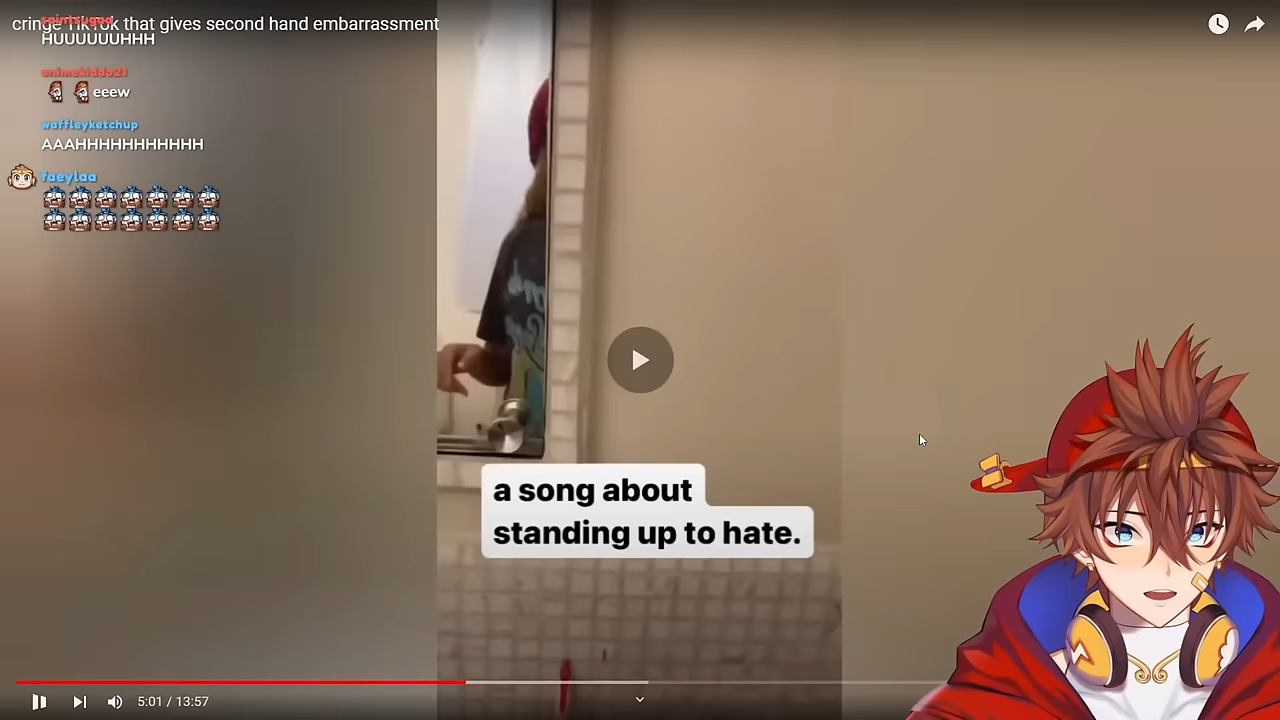 cringe TikTok that gives second hand embarrassment
saintsugaa
HUUUUUUHHH
animekiddo21
eeew
waffleyketchup
AAAHHHHHHHHHHH
faeylaa
a song about
standing up to hate.
5:01 / 13:57